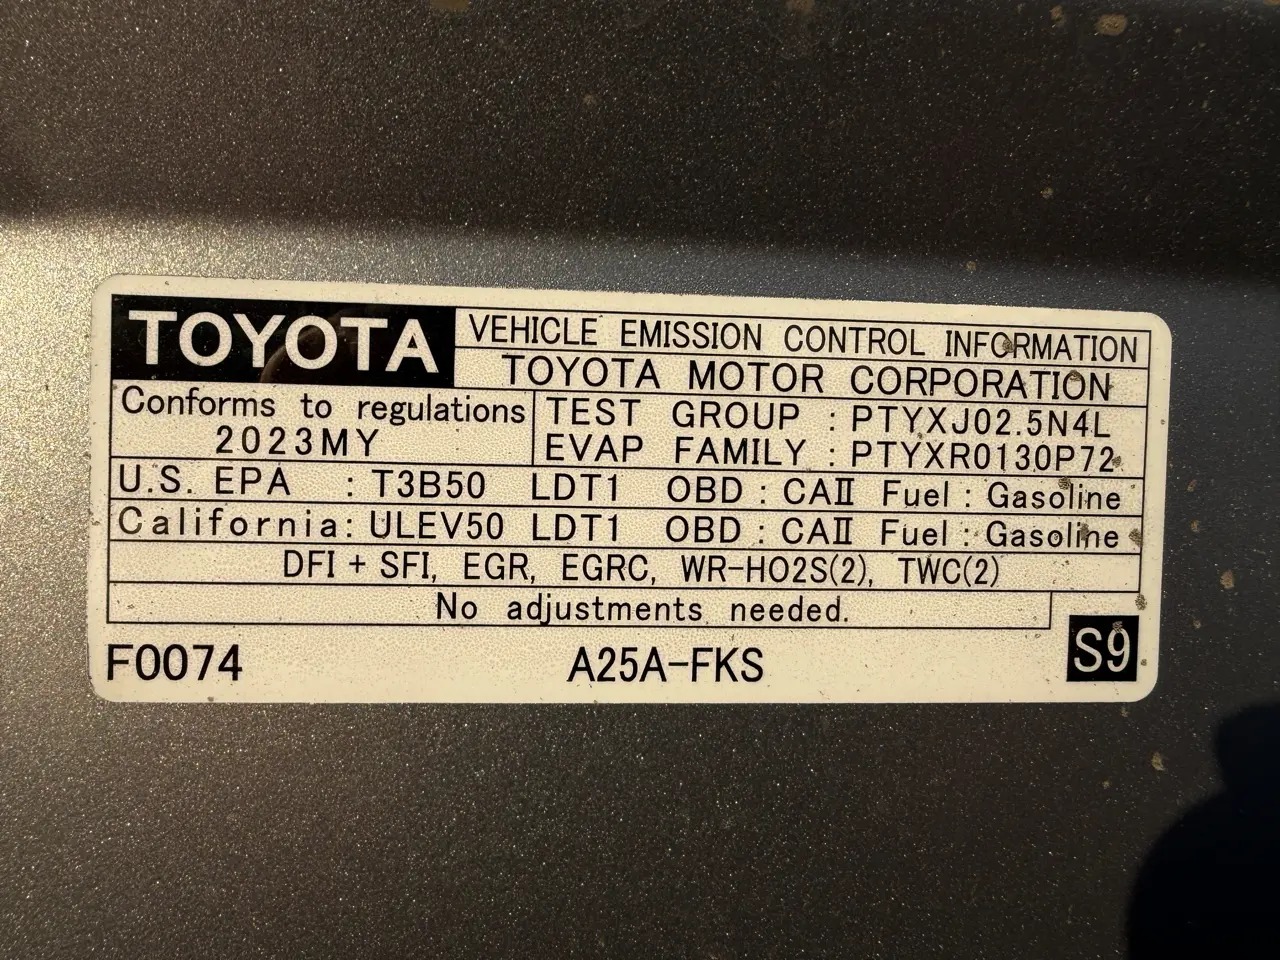 TOYOTA
VEHICLE EMISSION CONTROL INFORMATION
TOYOTA MOTOR CORPORATION
Conforms to regulations
2023MY
TEST GROUP : PTYXJ02.5N4L
EVAP FAMILY : PTYXR0130P72
U.S. EPA : T3B50 LDT1 OBD : CAⅡ Fuel : Gasoline
California: ULEV50 LDT1 OBD : CAⅡ Fuel : Gasoline
DFI + SFI, EGR, EGRC, WR-HO2S(2), TWC(2)
No adjustments needed.
F0074 A25A-FKS S9